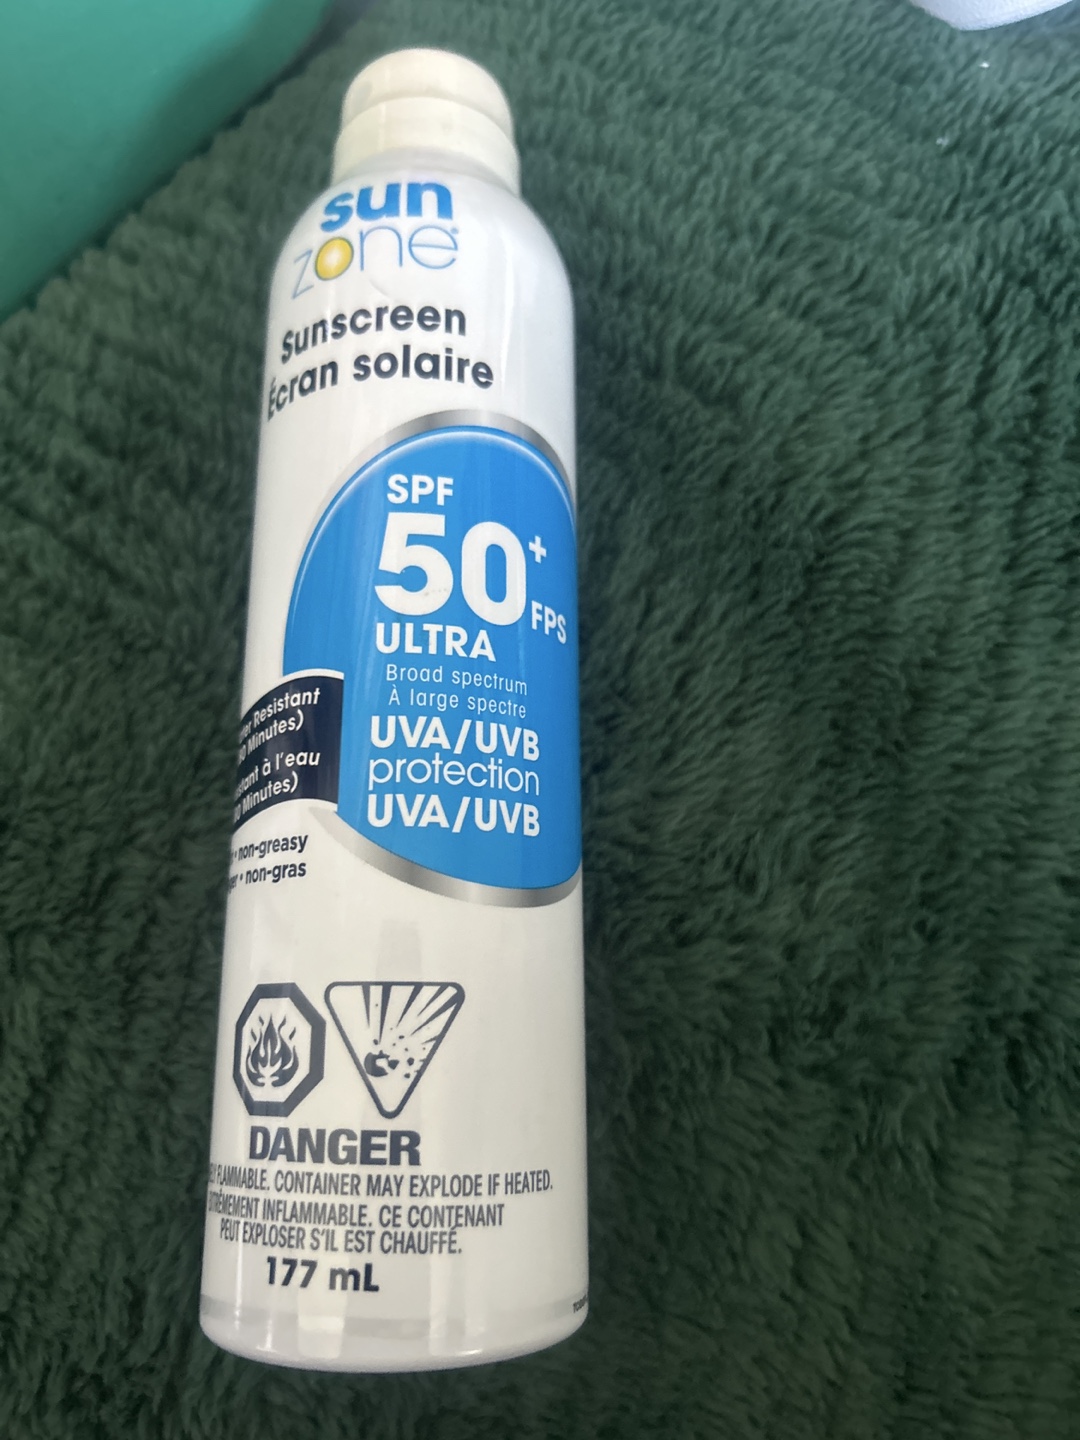 sun
zone
Sunscreen
Écran solaire
SPF
50+
FPS
ULTRA
Broad spectrum
À large spectre
UVA/UVB
protection
UVA/UVB
Resistant
Minutes)
à l'eau
Minutes)
• non-greasy
• non-gras
DANGER
FLAMMABLE. CONTAINER MAY EXPLODE IF HEATED.
INFLAMMABLE. CE CONTENANT
PEUT EXPLOSER S'IL EST CHAUFFÉ.
177 mL